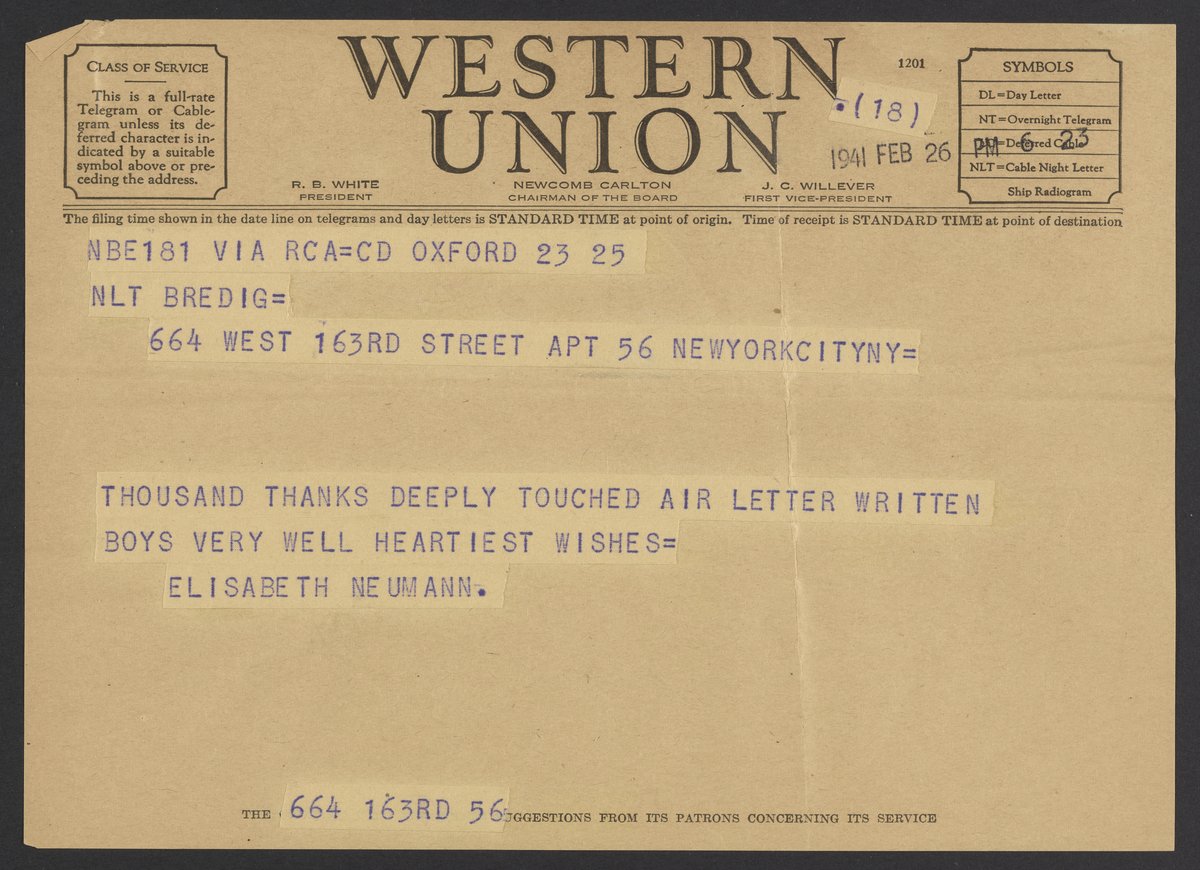 CLASS OF SERVICE
This is a full-rate
Telegram or Cable-
gram unless its de-
ferred character is in-
dicated by a suitable
symbol above or pre-
ceding the address.
WESTERN
UNION
1201
(18)
1941 FEB 26 PM 6 23
SYMBOLS
DL=Day Letter
NT=Overnight Telegram
Deferred Cable
NLT=Cable Night Letter
Ship Radiogram
R. B. WHITE
PRESIDENT
NEWCOMB CARLTON
CHAIRMAN OF THE BOARD
J. C. WILLEVER
FIRST VICE-PRESIDENT
The filing time shown in the date line on telegrams and day letters is STANDARD TIME at point of origin. Time of receipt is STANDARD TIME at point of destination
NBE181 VIA RCA=CD OXFORD 23 25
NLT BREDIG=
664 WEST 163RD STREET APT 56 NEWYORKCITYNY=
THOUSAND THANKS DEEPLY TOUCHED AIR LETTER WRITTEN
BOYS VERY WELL HEARTIEST WISHES=
ELISABETH NEUMANN.
THE 664 163RD 56 UGGESTIONS FROM ITS PATRONS CONCERNING ITS SERVICE